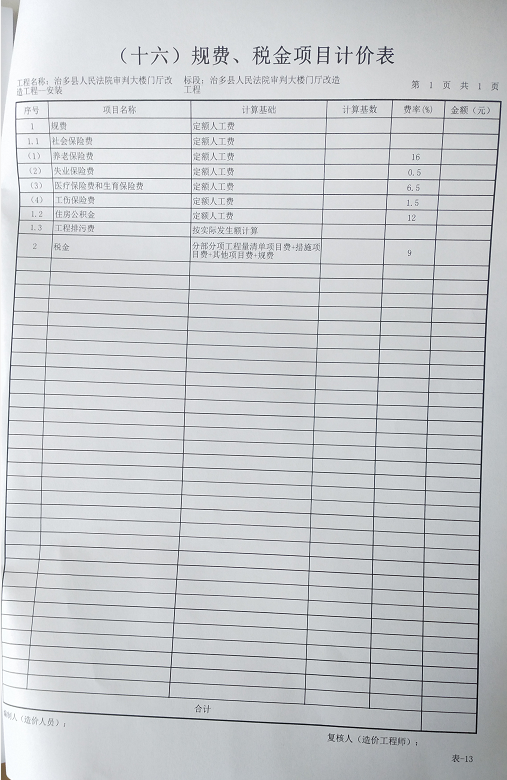 （十六）规费、税金项目计价表
工程名称：治多县人民法院审判大楼门厅改造工程—安装 标段：治多县人民法院审判大楼门厅改造工程 第 1 页 共 1 页
序号 项目名称 计算基础 计算基数 费率(%) 金额（元）
1 规费 定额人工费
1.1 社会保险费 定额人工费
（1） 养老保险费 定额人工费 16
（2） 失业保险费 定额人工费 0.5
（3） 医疗保险费和生育保险费 定额人工费 6.5
（4） 工伤保险费 定额人工费 1.5
1.2 住房公积金 定额人工费 12
1.3 工程排污费 按实际发生额计算
2 税金 分部分项工程量清单项目费+措施项目费+其他项目费+规费 9
合计
编制人（造价人员）：
复核人（造价工程师）：
表-13